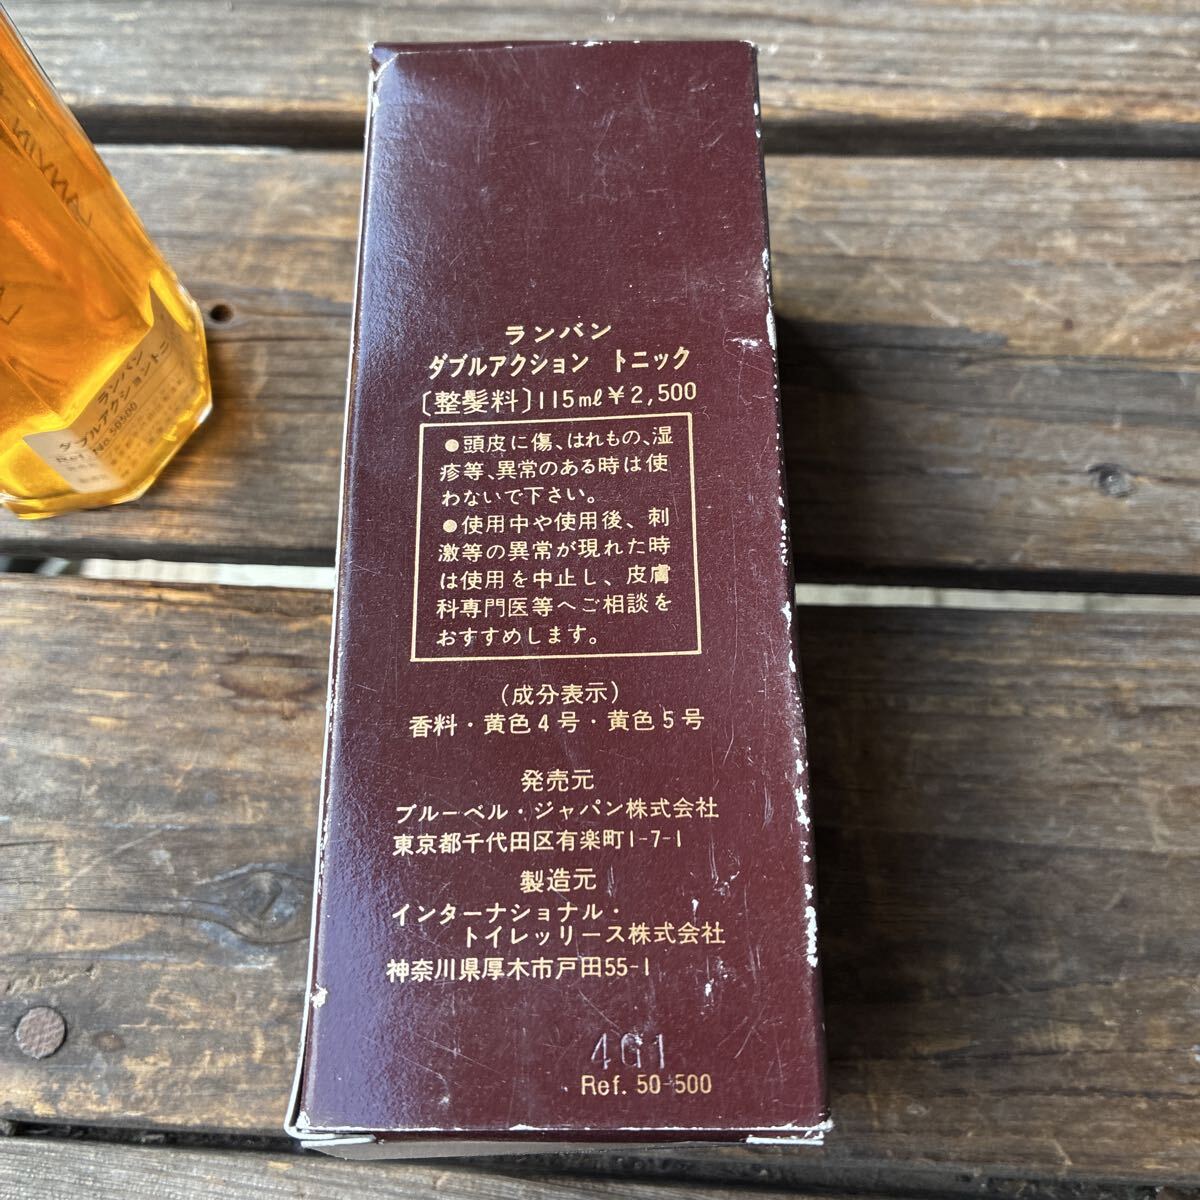 ランバン
ダブルアクション トニック
〔整髪料〕115ml ¥2,500
●頭皮に傷、はれもの、湿
疹等、異常のある時は使
わないで下さい。
●使用中や使用後、刺
激等の異常が現れた時
は使用を中止し、皮膚
科専門医等へご相談を
おすすめします。
(成分表示)
香料・黄色4号・黄色5号
発売元
ブルーベル・ジャパン株式会社
東京都千代田区有楽町1-7-1
製造元
インターナショナル・
トイレッリース株式会社
神奈川県厚木市戸田55-1
4G1
Ref. 50-500
LANVIN
ランバン
ダブルアクショントニ
Ref. No.50500